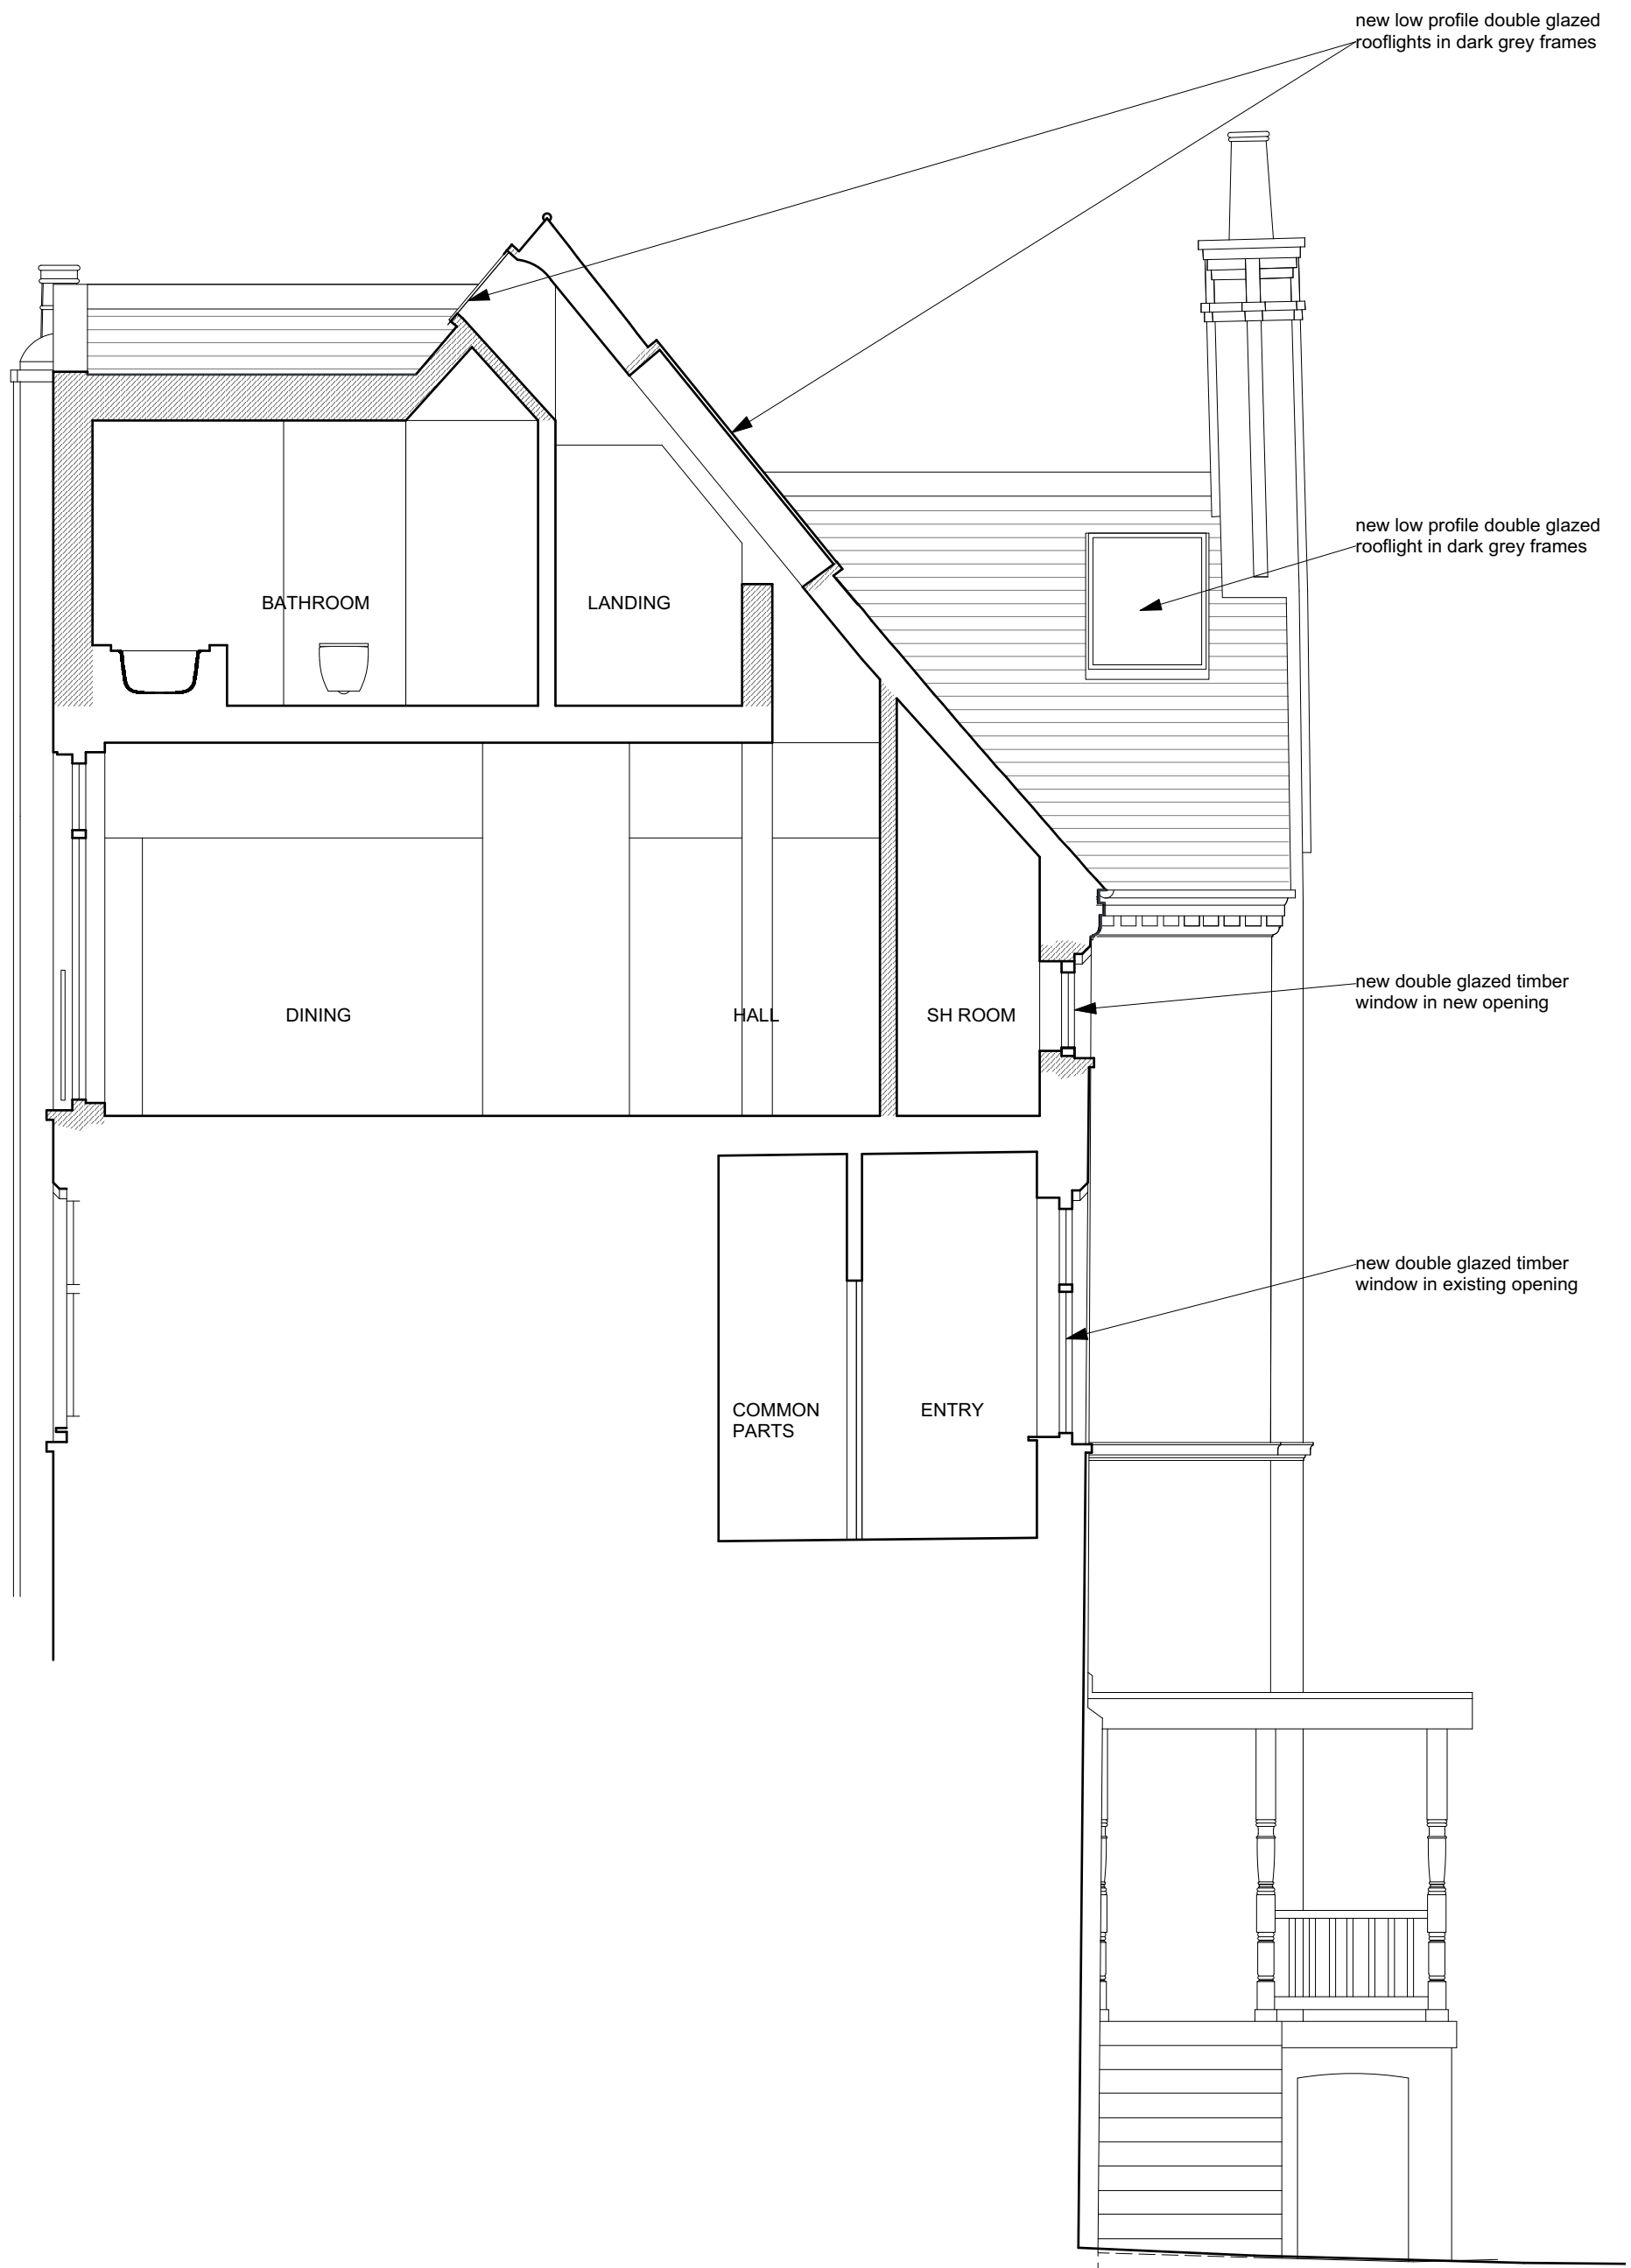 new low profile double glazed
rooflights in dark grey frames
new low profile double glazed
rooflight in dark grey frames
BATHROOM
LANDING
new double glazed timber
window in new opening
DINING
HALL
SH ROOM
new double glazed timber
window in existing opening
COMMON
PARTS
ENTRY